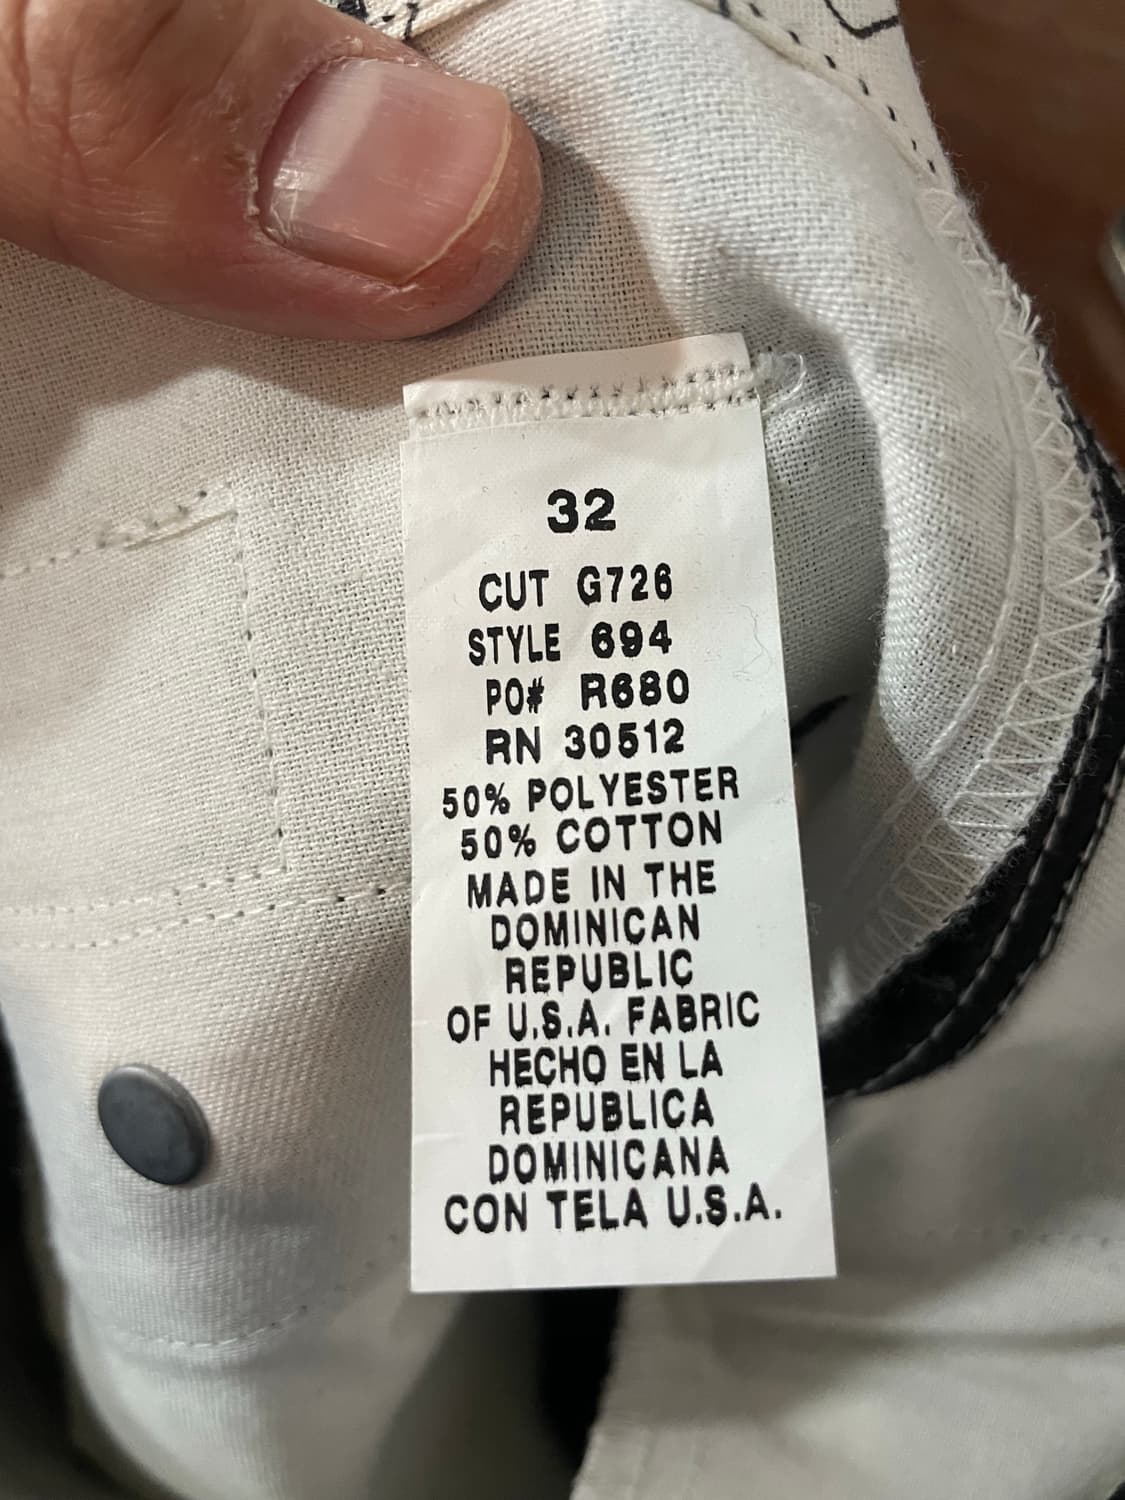 32
CUT G726
STYLE 694
PO# R680
RN 30512
50% POLYESTER
50% COTTON
MADE IN THE
DOMINICAN
REPUBLIC
OF U.S.A. FABRIC
HECHO EN LA
REPUBLICA
DOMINICANA
CON TELA U.S.A.